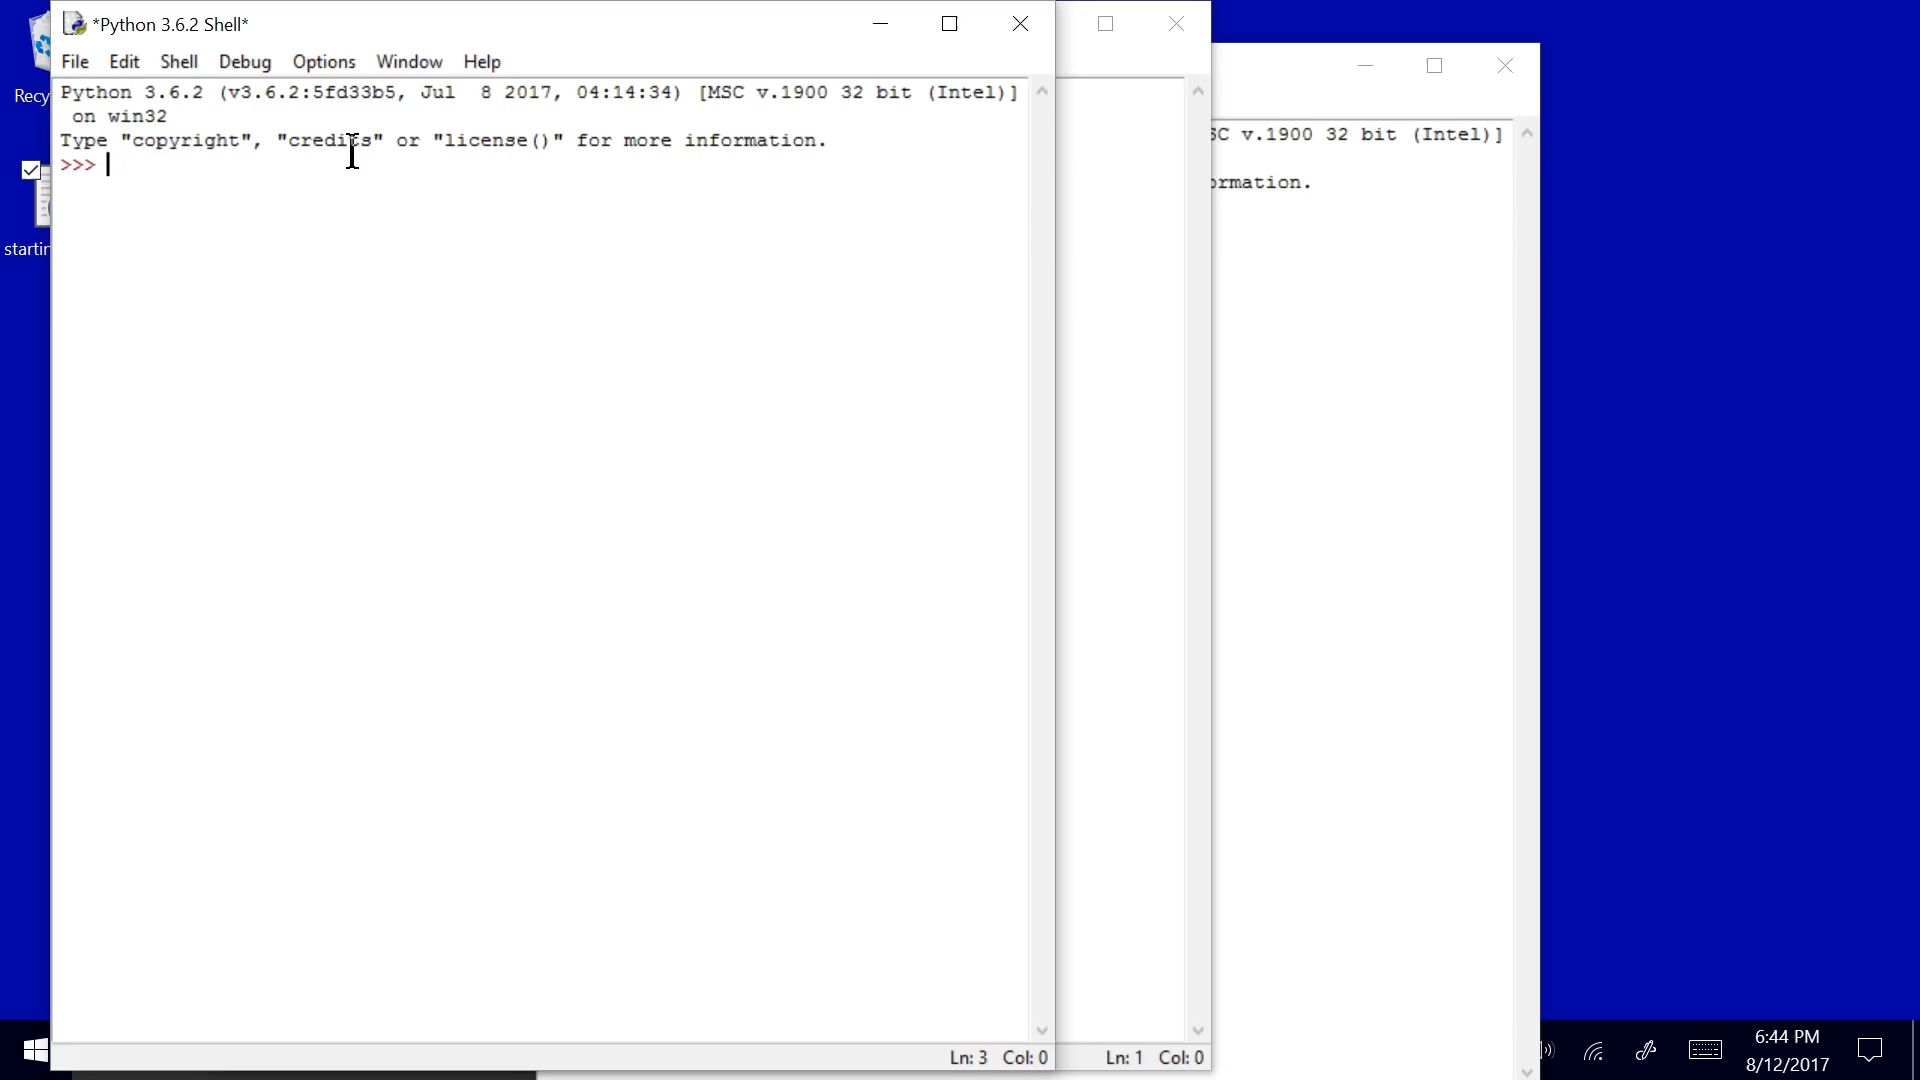 *Python 3.6.2 Shell*
File Edit Shell Debug Options Window Help
Python 3.6.2 (v3.6.2:5fd33b5, Jul  8 2017, 04:14:34) [MSC v.1900 32 bit (Intel)]
on win32
Type "copyright", "credits" or "license()" for more information.
>>>
Ln: 3 Col: 0
Ln: 1 Col: 0
SC v.1900 32 bit (Intel)]
ormation.
Recy
startin
6:44 PM
8/12/2017